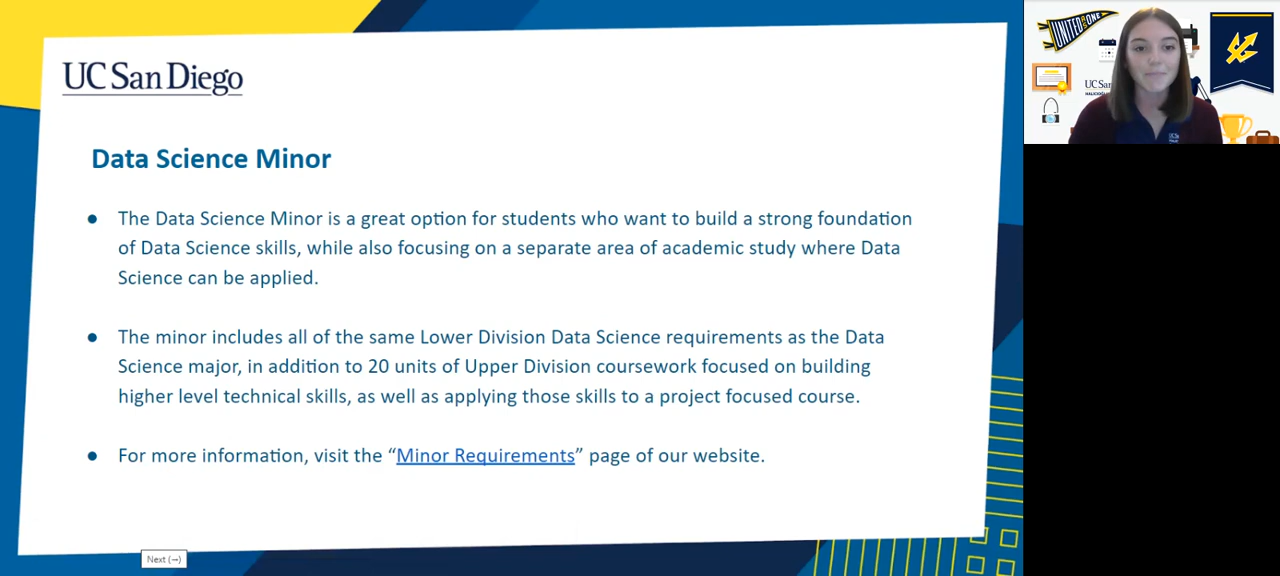 UC San Diego
Data Science Minor
● The Data Science Minor is a great option for students who want to build a strong foundation
of Data Science skills, while also focusing on a separate area of academic study where Data
Science can be applied.
● The minor includes all of the same Lower Division Data Science requirements as the Data
Science major, in addition to 20 units of Upper Division coursework focused on building
higher level technical skills, as well as applying those skills to a project focused course.
● For more information, visit the “Minor Requirements” page of our website.
Next (→)
UNITED AS ONE
UC San